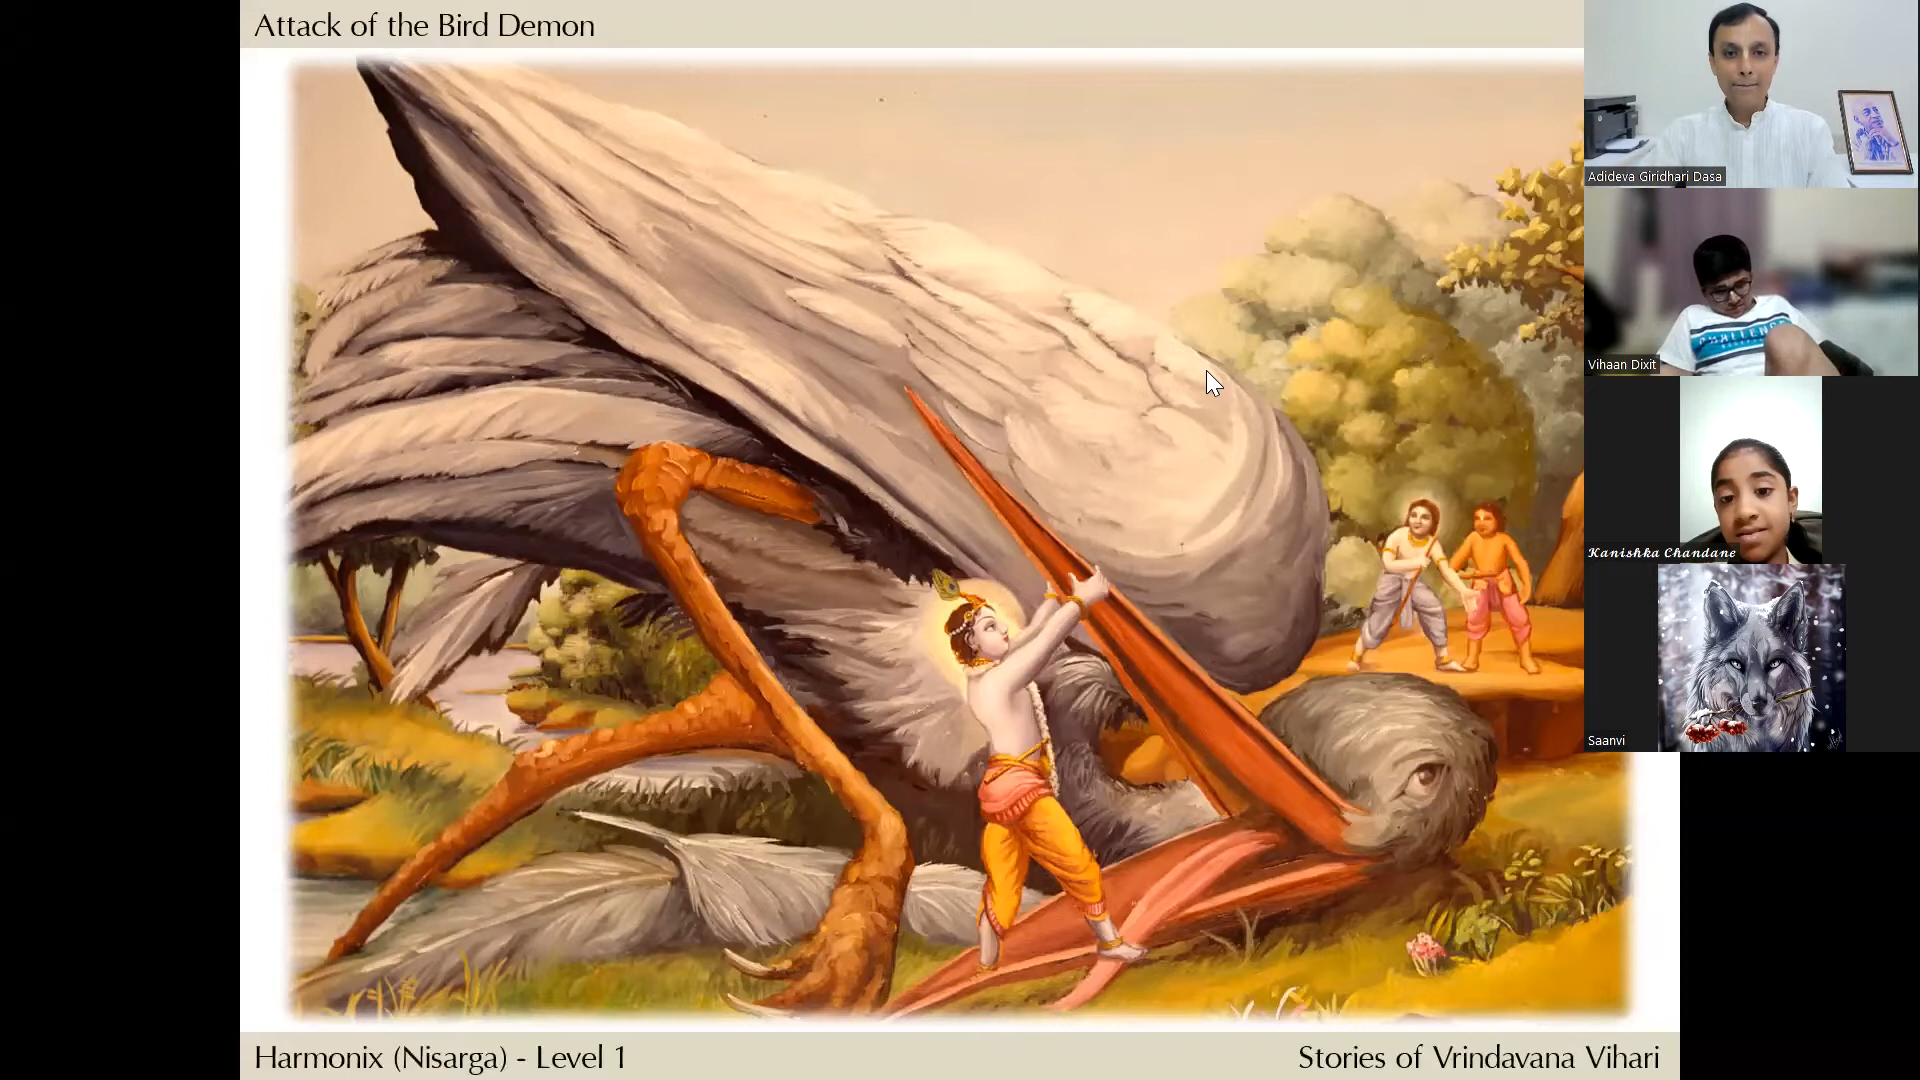 Attack of the Bird Demon
Adideva Giridhari Dasa
CHALLENGE
Vihaan Dixit
Kanishka Chandane
Saanvi
Harmonix (Nisarga) - Level 1
Stories of Vrindavana Vihari